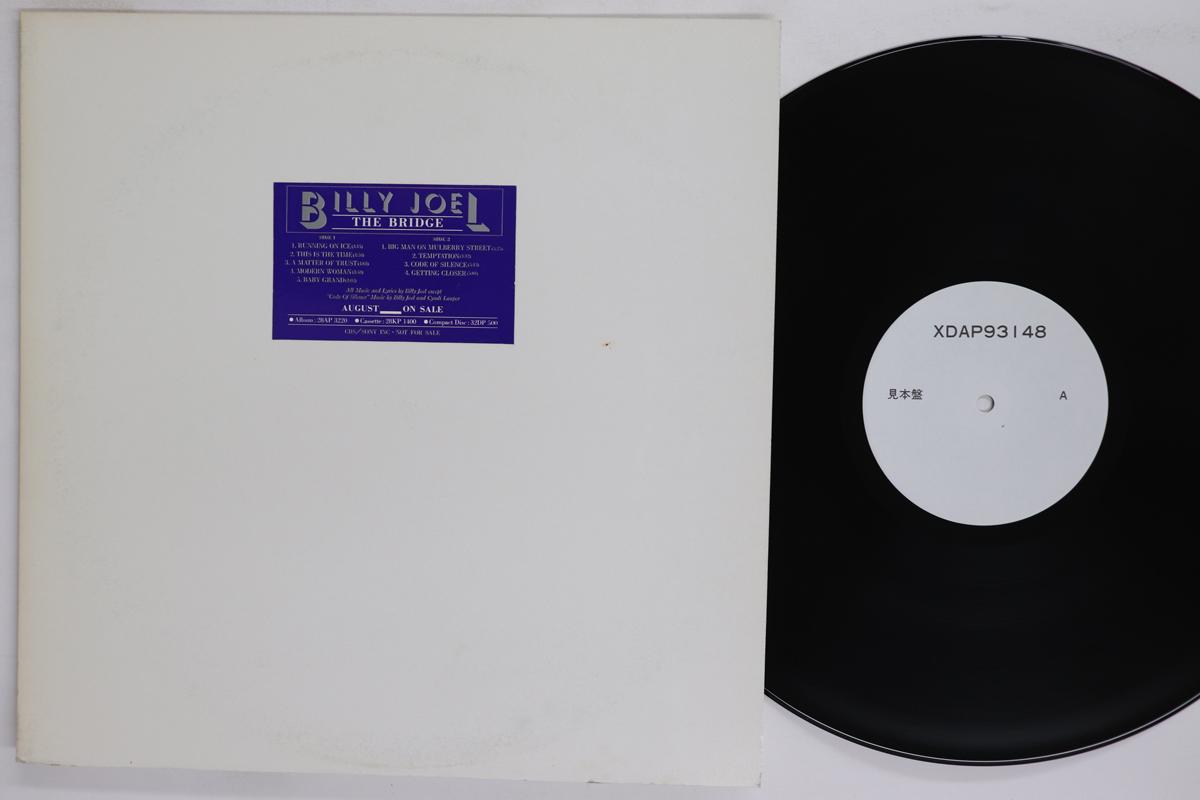 BILLY JOEL
THE BRIDGE
SIDE 1
1. RUNNING ON ICE
2. THIS IS THE TIME
3. A MATTER OF TRUST
4. MODERN WOMAN
5. BABY GRAND
SIDE 2
1. BIG MAN ON MULBERRY STREET
2. TEMPTATION
3. CODE OF SILENCE
4. GETTING CLOSER
All Music and Lyrics by Billy Joel except
"Code Of Silence" Music by Billy Joel and Cyndi Lauper
AUGUST ON SALE
●Album : 28AP 3220 ●Cassette : 28KP 1400 ●Compact Disc : 32DP 500
CBS/SONY INC • NOT FOR SALE
XDAP93148
見本盤 A